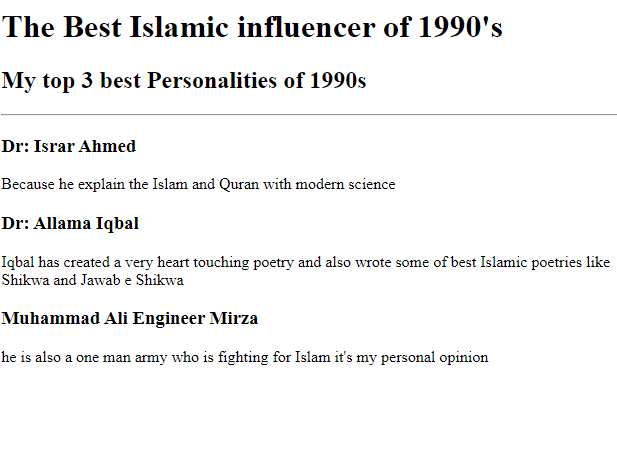 The Best Islamic influencer of 1990's
My top 3 best Personalities of 1990s
Dr: Israr Ahmed
Because he explain the Islam and Quran with modern science
Dr: Allama Iqbal
Iqbal has created a very heart touching poetry and also wrote some of best Islamic poetries like
Shikwa and Jawab e Shikwa
Muhammad Ali Engineer Mirza
he is also a one man army who is fighting for Islam it's my personal opinion